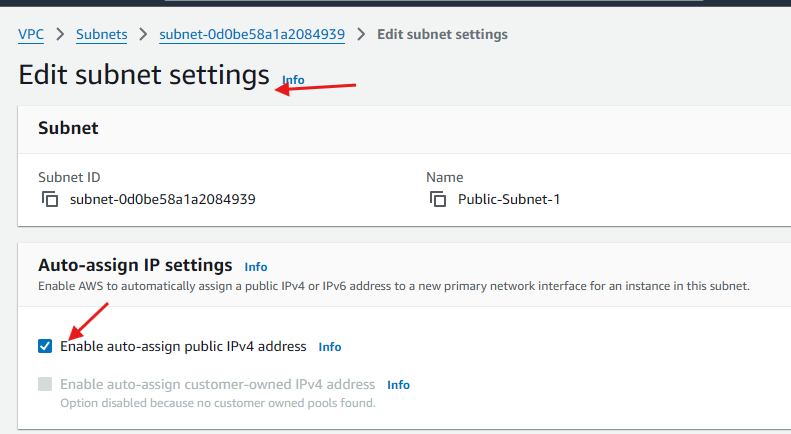 VPC > Subnets > subnet-0d0be58a1a2084939 > Edit subnet settings
Edit subnet settings Info
Subnet
Subnet ID Name
subnet-0d0be58a1a2084939 Public-Subnet-1
Auto-assign IP settings Info
Enable AWS to automatically assign a public IPv4 or IPv6 address to a new primary network interface for an instance in this subnet.
Enable auto-assign public IPv4 address Info
Enable auto-assign customer-owned IPv4 address Info
Option disabled because no customer owned pools found.